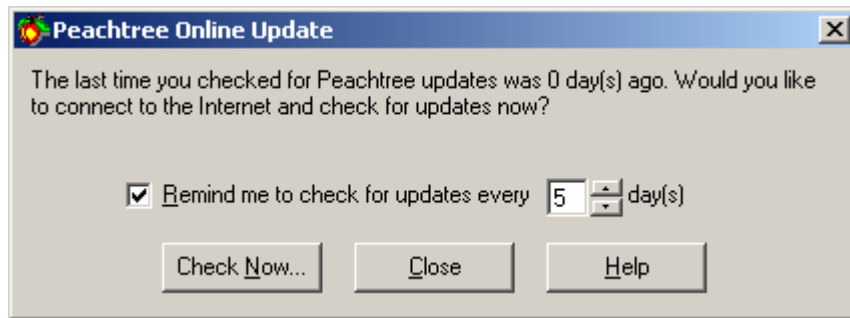 Peachtree Online Update
The last time you checked for Peachtree updates was 0 day(s) ago. Would you like
to connect to the Internet and check for updates now?
Remind me to check for updates every 5 day(s)
Check Now... Close Help